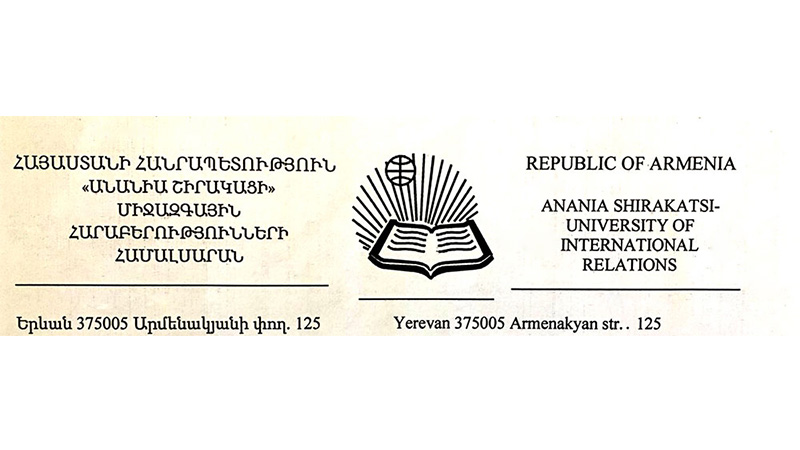 ՀԱՅԱՍՏԱՆԻ ՀԱՆՐԱՊԵՏՈՒԹՅՈՒՆ
«ԱՆԱՆԻԱ ՇԻՐԱԿԱՑԻ»
ՄԻՋԱԶԳԱՅԻՆ
ՀԱՐԱԲԵՐՈՒԹՅՈՒՆՆԵՐԻ
ՀԱՄԱԼՍԱՐԱՆ
Երևան 375005 Արմենակյանի փող. 125
REPUBLIC OF ARMENIA
ANANIA SHIRAKATSI-
UNIVERSITY OF
INTERNATIONAL
RELATIONS
Yerevan 375005 Armenakyan str.. 125